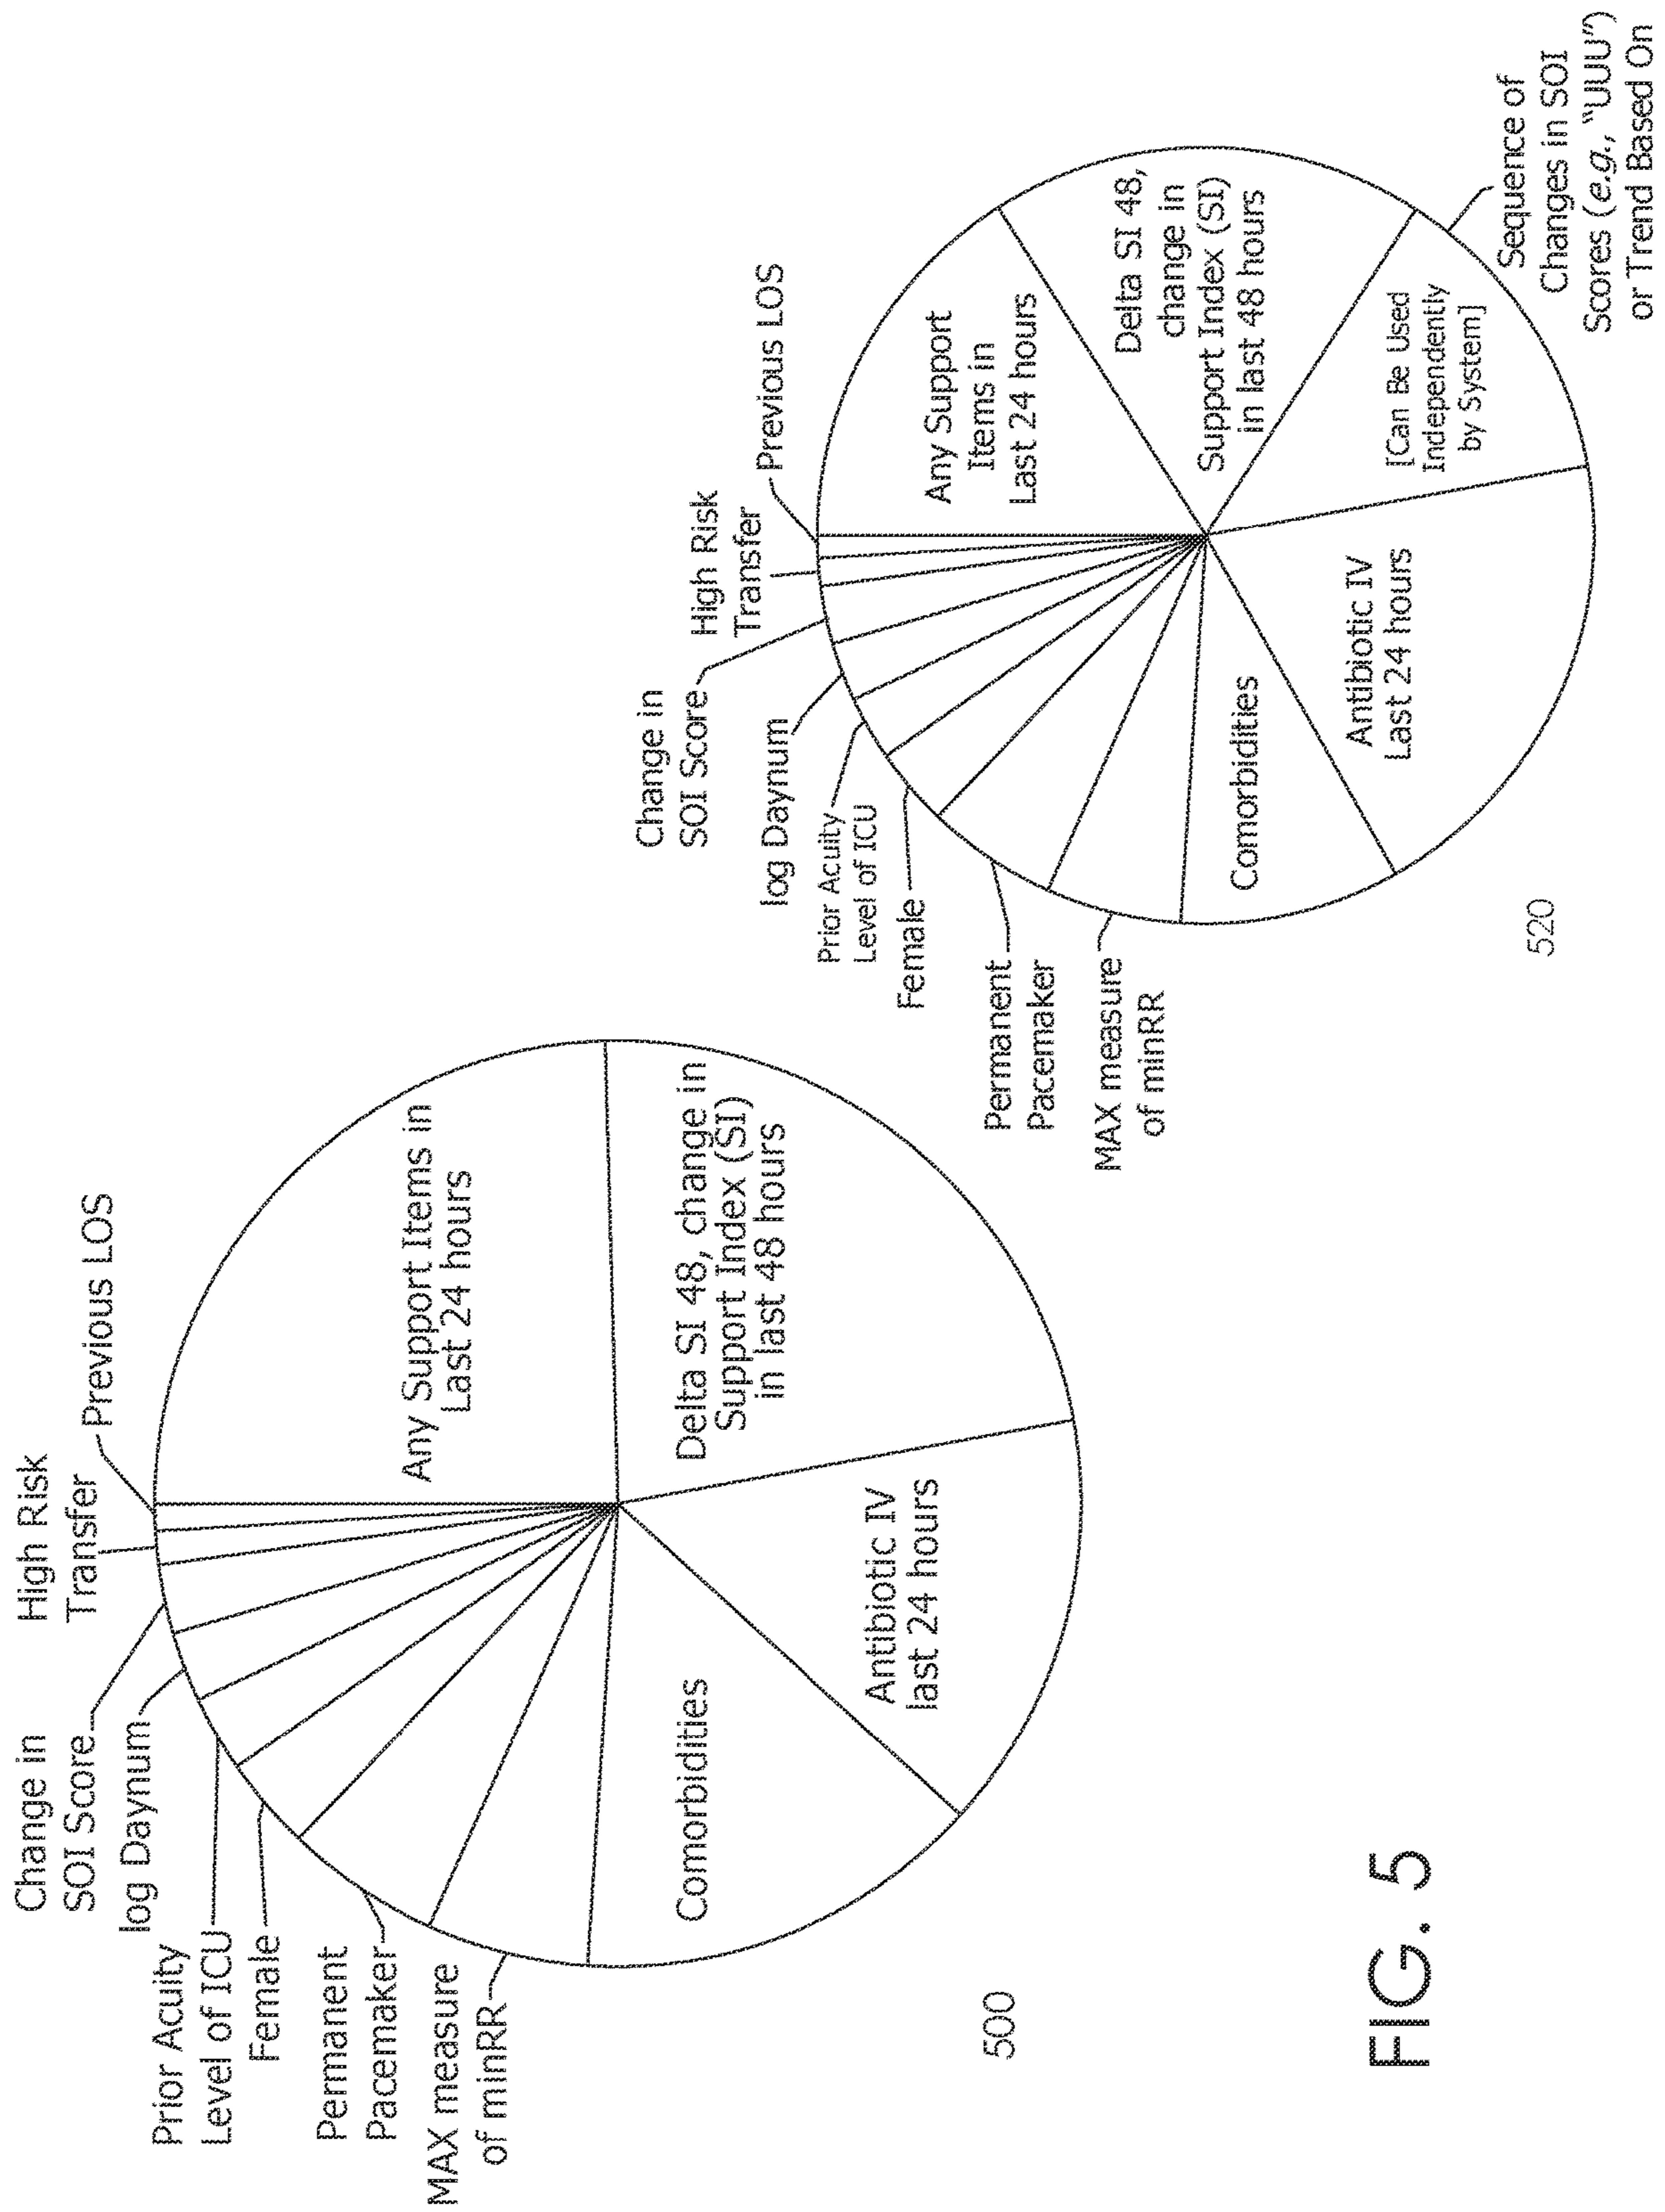 Change in
SOI Score
High Risk
Transfer
Previous LOS
log Daynum
Prior Acuity
Level of ICU
Female
Permanent
Pacemaker
MAX measure
of minRR
Any Support Items in
Last 24 hours
Delta SI 48, change in
Support Index (SI)
in last 48 hours
Comorbidities
Antibiotic IV
last 24 hours
500
Change in
SOI Score
High Risk
Transfer
Previous LOS
log Daynum
Prior Acuity
Level of ICU
Female
Permanent
Pacemaker
MAX measure
of minRR
Any Support
Items in
Last 24 hours
Delta SI 48,
change in
Support Index (SI)
in last 48 hours
[Can Be Used
Independently
by System]
Comorbidities
Antibiotic IV
Last 24 hours
Sequence of
Changes in SOI
Scores (e.g., “UUU”)
or Trend Based On
520
FIG. 5